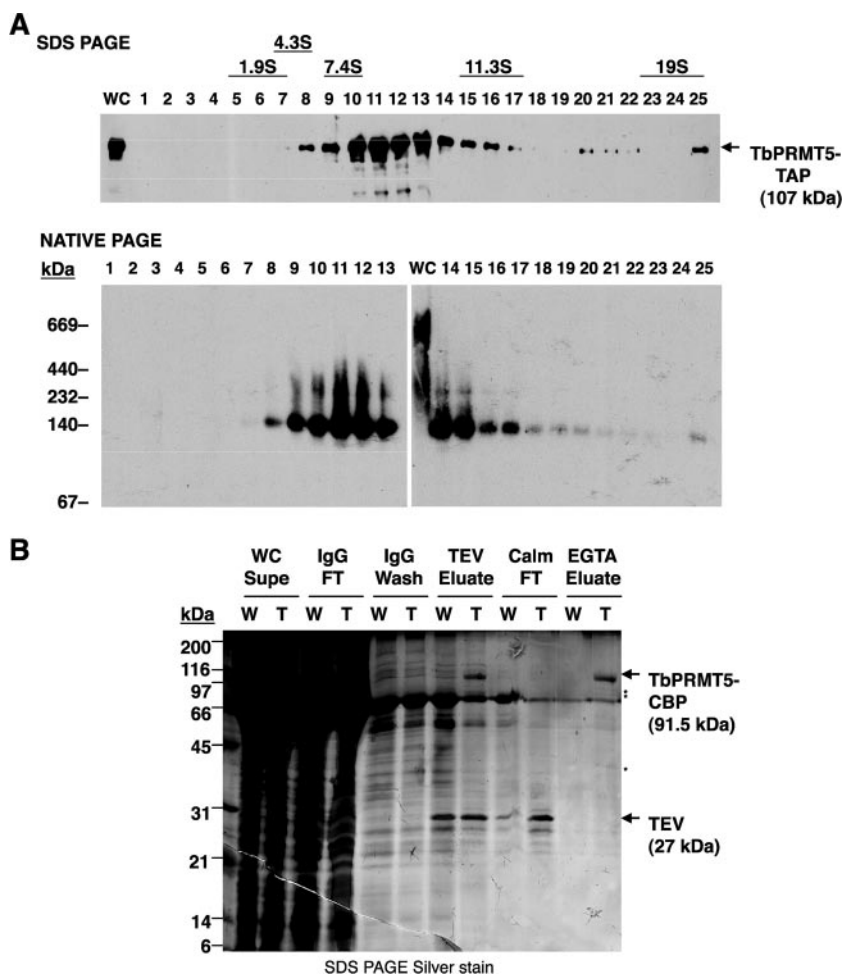 A
SDS PAGE
4.3S
1.9S 7.4S 11.3S 19S
WC 1 2 3 4 5 6 7 8 9 10 11 12 13 14 15 16 17 18 19 20 21 22 23 24 25
TbPRMT5-
TAP
(107 kDa)
NATIVE PAGE
kDa 1 2 3 4 5 6 7 8 9 10 11 12 13 WC 14 15 16 17 18 19 20 21 22 23 24 25
669–
440–
232–
140–
67–
B
WC IgG IgG TEV Calm EGTA
Supe FT Wash Eluate FT Eluate
kDa W T W T W T W T W T W T
200
116
97
66
45
31
21
14
6
TbPRMT5-
CBP
(91.5 kDa)
TEV
(27 kDa)
SDS PAGE Silver stain